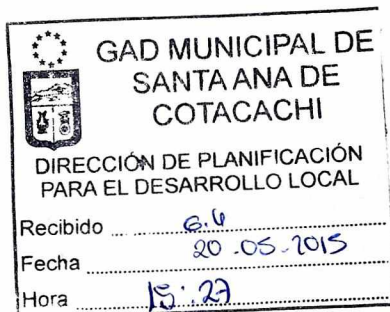 GAD MUNICIPAL DE
SANTA ANA DE
COTACACHI
DIRECCIÓN DE PLANIFICACIÓN
PARA EL DESARROLLO LOCAL
Recibido
Fecha 20-05-2015
Hora 15:27